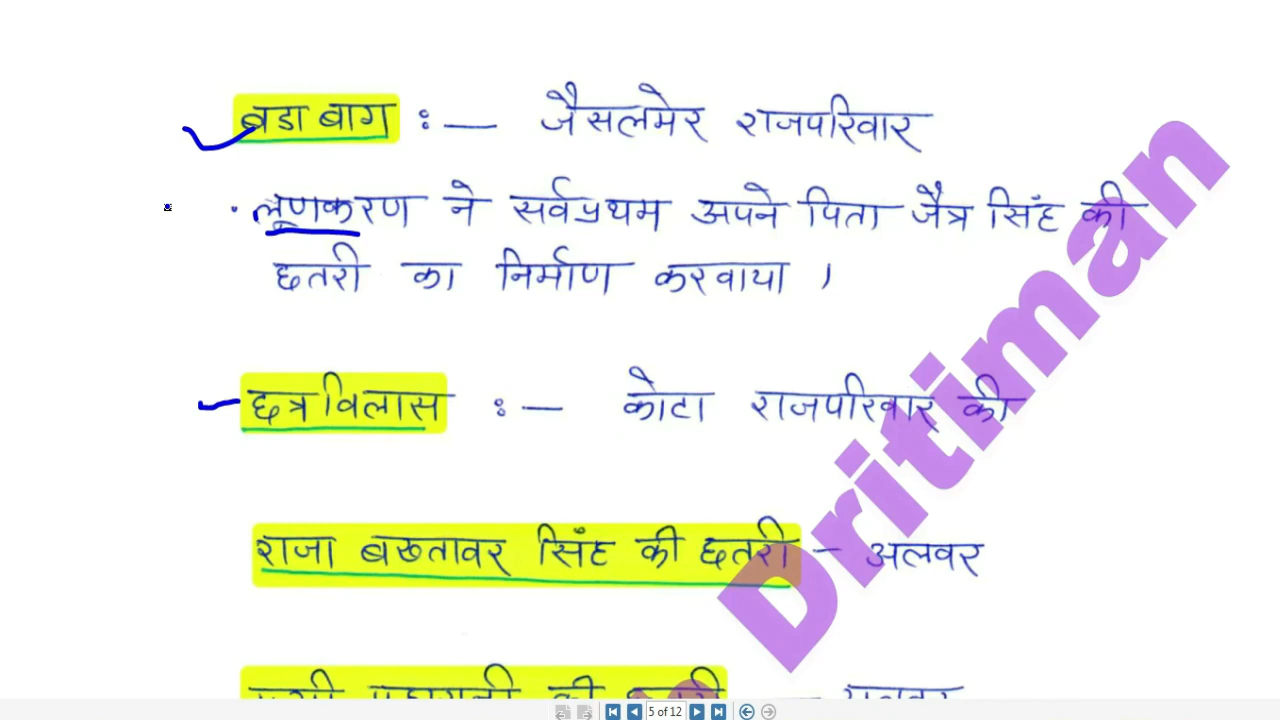 बडा बाग :— जैसलमेर राजपरिवार
· लूणकरण ने सर्वप्रथम अपने पिता जैत्र सिंह की
छतरी का निर्माण करवाया ।
छत्रविलास :— कोटा राजपरिवार की
राजा बख्तावर सिंह की छतरी — अलवर
Dritiman
5 of 12